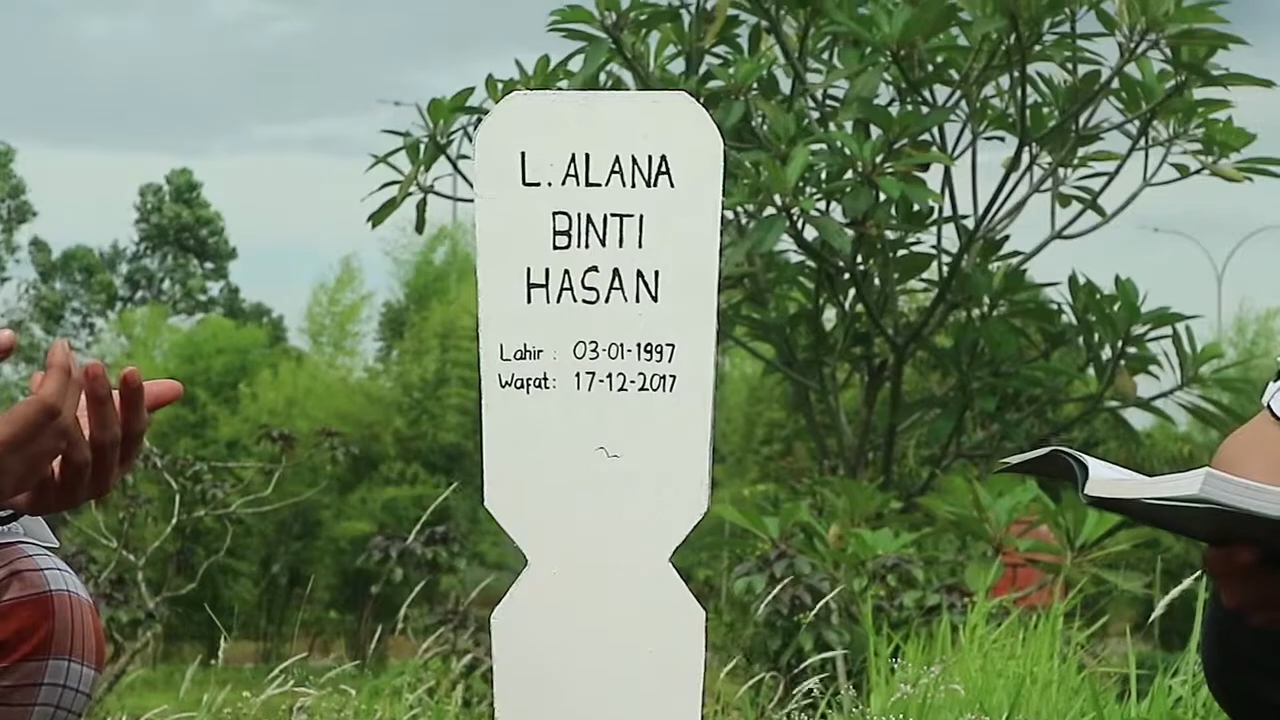 L. ALANA
BINTI
HASAN
Lahir : 03-01-1997
Wafat : 17-12-2017